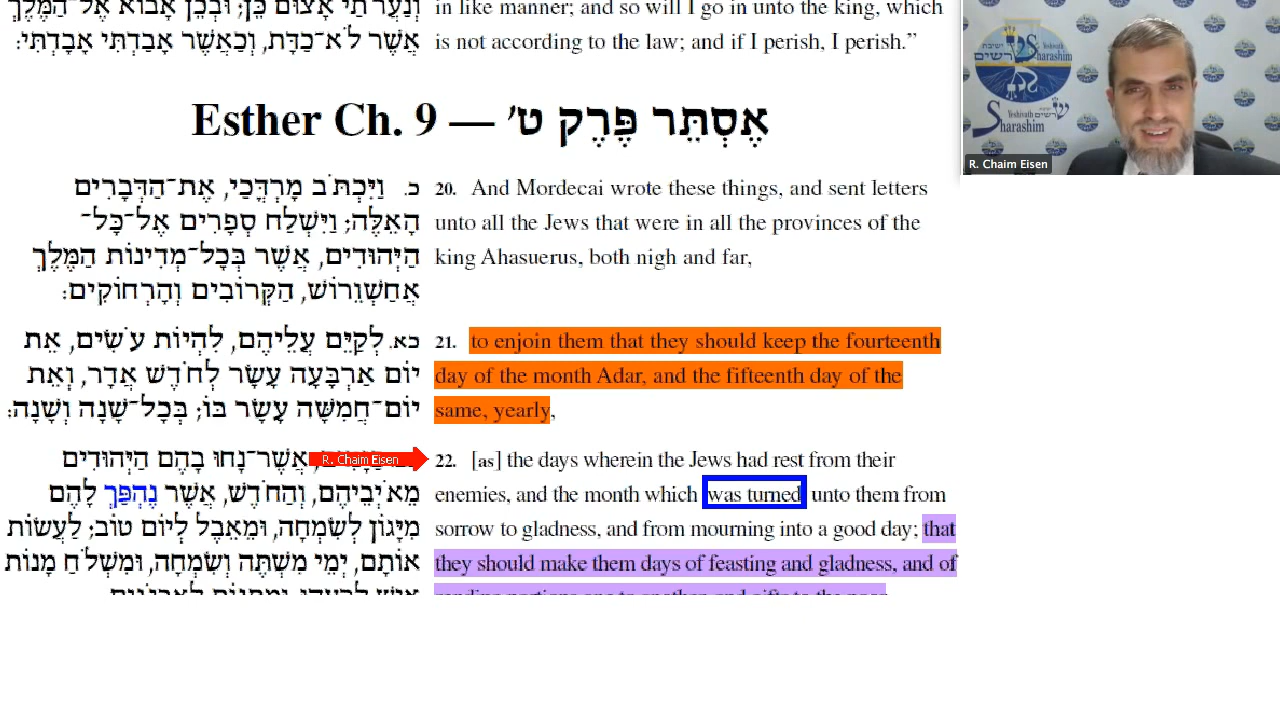 וְנַעֲרֹתַי אָצוּם כֵּן; וּבְכֵן אָבוֹא אֶל־הַמֶּלֶךְ
אֲשֶׁר לֹא־כַדָּת, וְכַאֲשֶׁר אָבַדְתִּי אָבָדְתִּי:
in like manner; and so will I go in unto the king, which
is not according to the law; and if I perish, I perish.”
Esther Ch. 9 — אֶסְתֵּר פֶּרֶק ט׳
כ. וַיִּכְתֹּב מָרְדֳּכַי, אֶת־הַדְּבָרִים
הָאֵלֶּה; וַיִּשְׁלַח סְפָרִים אֶל־כָּל־
הַיְּהוּדִים, אֲשֶׁר בְּכָל־מְדִינוֹת הַמֶּלֶךְ
אֲחַשְׁוֵרוֹשׁ, הַקְּרוֹבִים וְהָרְחוֹקִים:
20. And Mordecai wrote these things, and sent letters
unto all the Jews that were in all the provinces of the
king Ahasuerus, both nigh and far,
כא. לְקַיֵּם עֲלֵיהֶם, לִהְיוֹת עֹשִׂים, אֵת
יוֹם אַרְבָּעָה עָשָׂר לְחֹדֶשׁ אֲדָר, וְאֵת
יוֹם־חֲמִשָּׁה עָשָׂר בּוֹ; בְּכָל־שָׁנָה וְשָׁנָה:
21. to enjoin them that they should keep the fourteenth
day of the month Adar, and the fifteenth day of the
same, yearly,
אֲשֶׁר־נָחוּ בָהֶם הַיְּהוּדִים
מֵאֹיְבֵיהֶם, וְהַחֹדֶשׁ, אֲשֶׁר נֶהְפַּךְ לָהֶם
מִיָּגוֹן לְשִׂמְחָה, וּמֵאֵבֶל לְיוֹם טוֹב; לַעֲשׂוֹת
אוֹתָם, יְמֵי מִשְׁתֶּה וְשִׂמְחָה, וּמִשְׁלֹחַ מָנוֹת
R. Chaim Eisen
22. [as] the days wherein the Jews had rest from their
enemies, and the month which was turned unto them from
sorrow to gladness, and from mourning into a good day; that
they should make them days of feasting and gladness, and of
R. Chaim Eisen
ישיבת שרשים
Yeshivath Sharashim
Yeshivath ישיבת שרשים
Sharashim